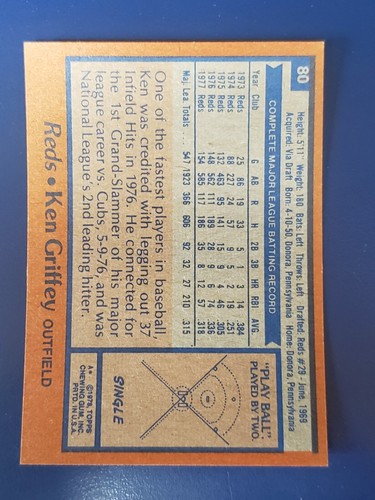 80
Height: 5'11" Weight: 180 Bats: Left Throws: Left Drafted: Reds #29 - June, 1969
Acquired: Via Draft Born: 4-10-50, Donora, Pennsylvania Home: Donora, Pennsylvania
COMPLETE MAJOR LEAGUE BATTING RECORD
Year Club G AB R H 2B 3B HR RBI AVG.
1973 Reds 25 86 19 33 5 1 3 14 .384
1974 Reds 88 227 24 57 9 5 2 19 .251
1975 Reds 132 463 95 141 15 9 4 46 .305
1976 Reds 148 562 111 189 28 9 6 74 .336
1977 Reds 154 585 117 186 35 8 12 57 .318
Maj. Lea. Totals 547 1923 366 606 92 32 27 210 .315
One of the fastest players in baseball,
Ken was credited with legging out 37
Infield Hits in 1976. He connected for
the 1st Grand-Slammer of his major
league career vs. Cubs, 5-9-76, and was
National League's 2nd leading hitter.
"PLAY BALL"
PLAYED BY TWO.
SINGLE
Reds • Ken Griffey OUTFIELD
A* ©1978, TOPPS
CHEWING GUM, INC.
PRTD. IN U.S.A.